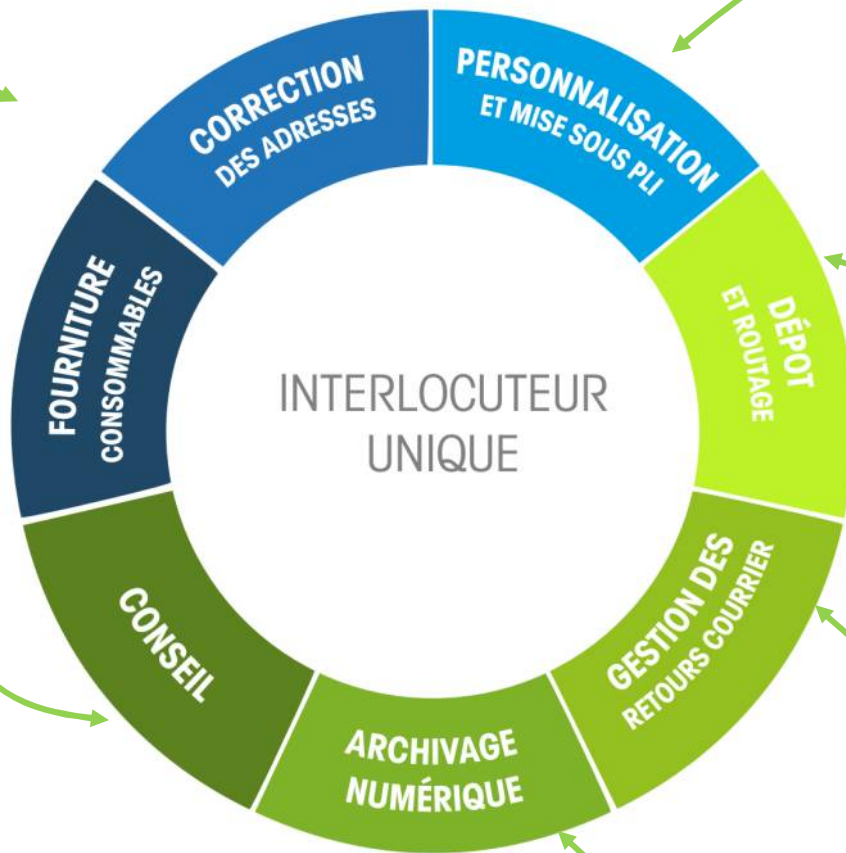 CORRECTION
DES ADRESSES
PERSONNALISATION
ET MISE SOUS PLI
DÉPOT
ET ROUTAGE
GESTION DES
RETOURS COURRIER
ARCHIVAGE
NUMÉRIQUE
CONSEIL
FOURNITURE
CONSOMMABLES
INTERLOCUTEUR
UNIQUE